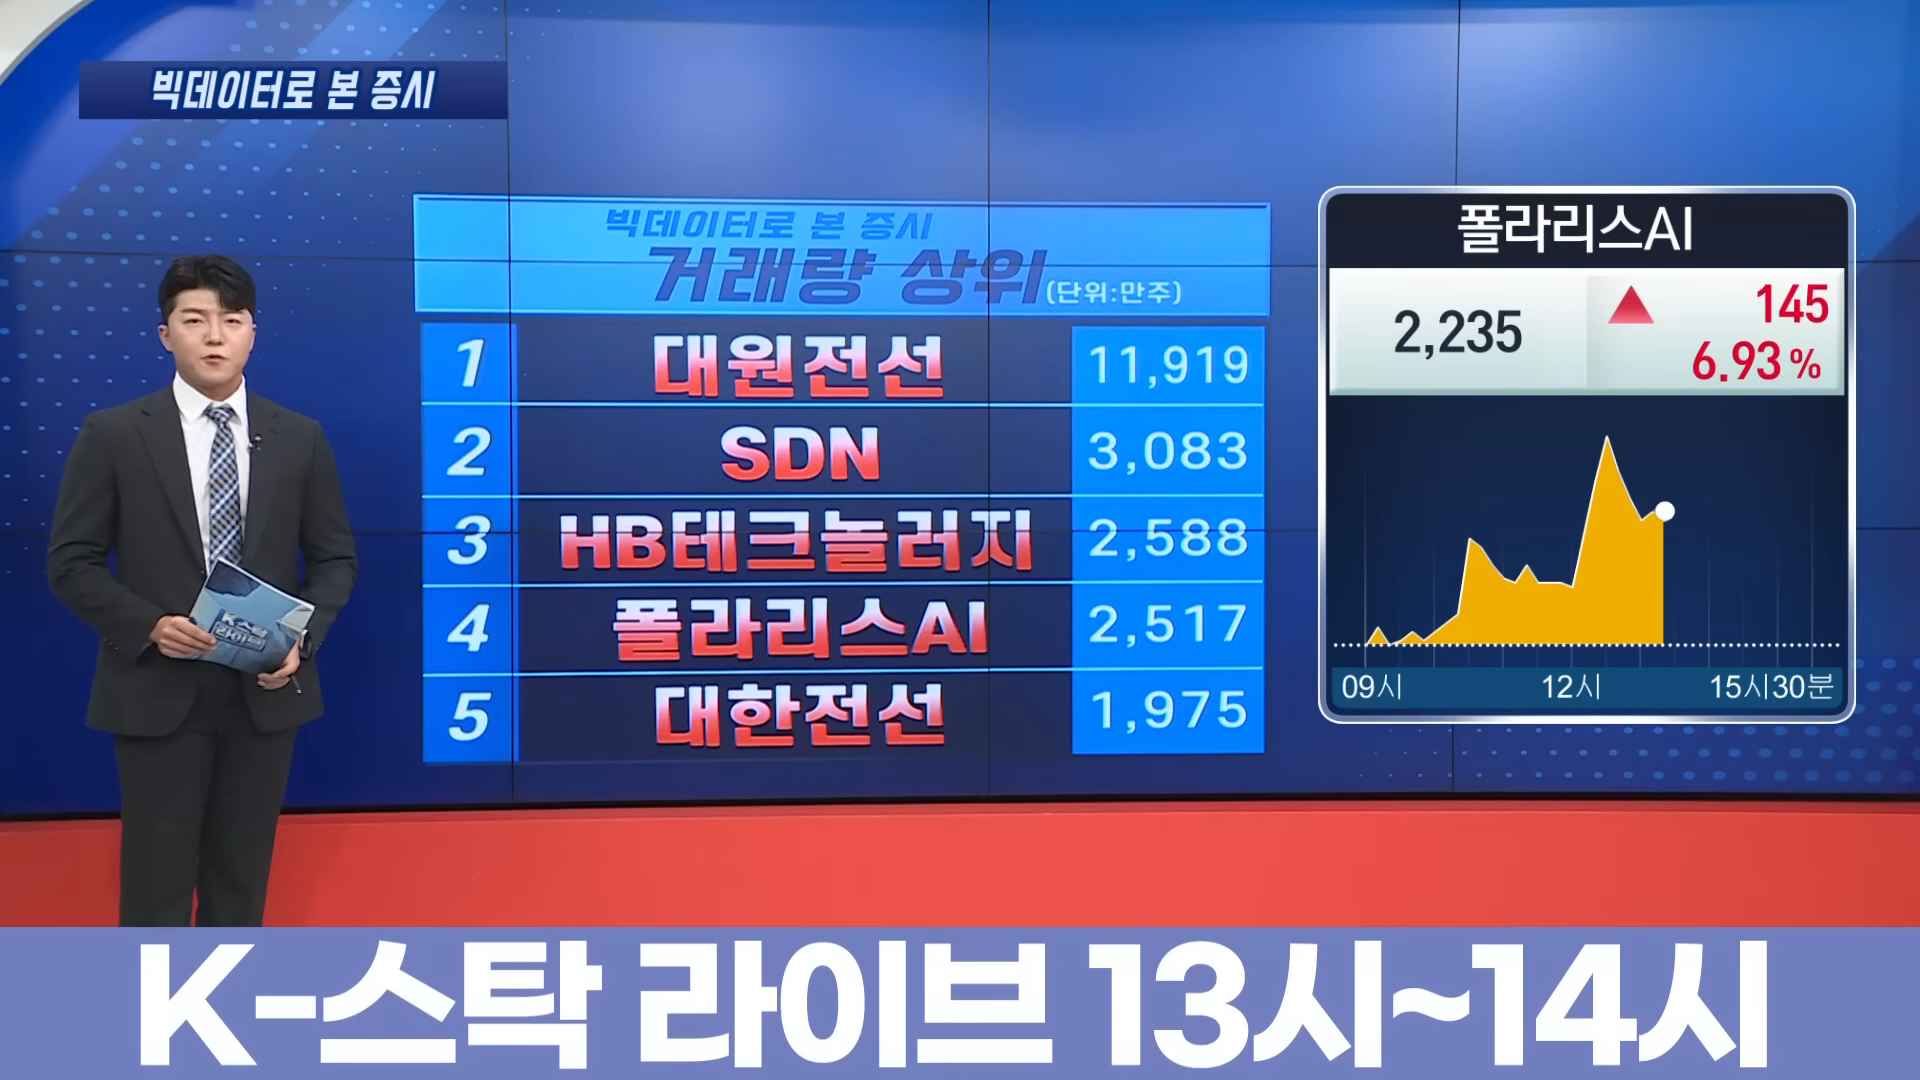 빅데이터로 본 증시
빅데이터로 본 증시
거래량 상위(단위:만주)
1 대원전선 11,919
2 SDN 3,083
3 HB테크놀러지 2,588
4 폴라리스AI 2,517
5 대한전선 1,975
폴라리스AI
2,235 ▲ 145
6.93 %
09시 12시 15시30분
K-스탁
라이브
K-스탁 라이브 13시~14시